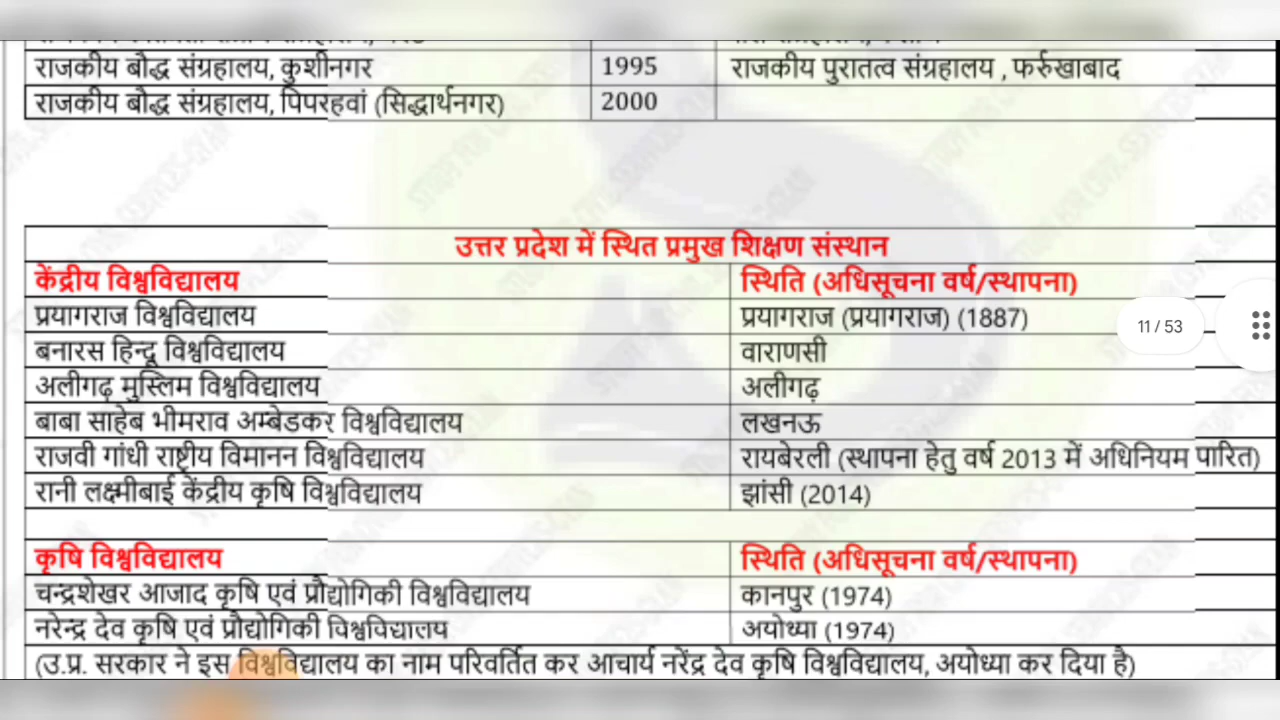 राजकीय बौद्ध संग्रहालय, कुशीनगर 1995 राजकीय पुरातत्व संग्रहालय , फर्रुखाबाद
राजकीय बौद्ध संग्रहालय, पिपरहवां (सिद्धार्थनगर) 2000
उत्तर प्रदेश में स्थित प्रमुख शिक्षण संस्थान
केंद्रीय विश्वविद्यालय स्थिति (अधिसूचना वर्ष/स्थापना)
प्रयागराज विश्वविद्यालय प्रयागराज (प्रयागराज) (1887)
11 / 53
बनारस हिन्दू विश्वविद्यालय वाराणसी
अलीगढ़ मुस्लिम विश्वविद्यालय अलीगढ़
बाबा साहेब भीमराव अम्बेडकर विश्वविद्यालय लखनऊ
राजवी गांधी राष्ट्रीय विमानन विश्वविद्यालय रायबेरली (स्थापना हेतु वर्ष 2013 में अधिनियम पारित)
रानी लक्ष्मीबाई केंद्रीय कृषि विश्वविद्यालय झांसी (2014)
कृषि विश्वविद्यालय स्थिति (अधिसूचना वर्ष/स्थापना)
चन्द्रशेखर आजाद कृषि एवं प्रौद्योगिकी विश्वविद्यालय कानपुर (1974)
नरेन्द्र देव कृषि एवं प्रौद्योगिकी विश्वविद्यालय अयोध्या (1974)
(उ.प्र. सरकार ने इस विश्वविद्यालय का नाम परिवर्तित कर आचार्य नरेंद्र देव कृषि विश्वविद्यालय, अयोध्या कर दिया है)